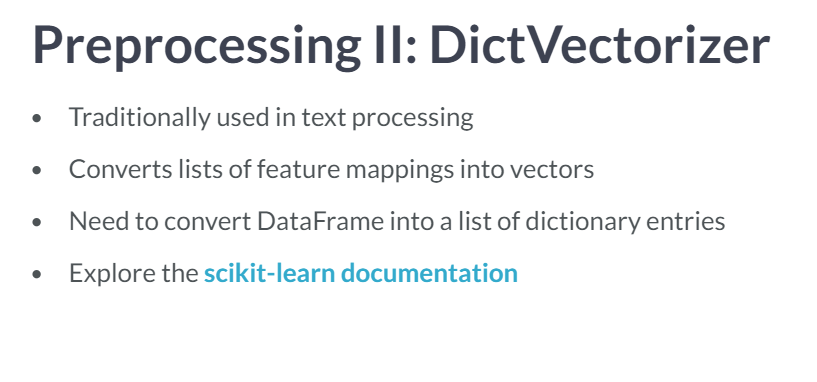 Preprocessing II: DictVectorizer
• Traditionally used in text processing
• Converts lists of feature mappings into vectors
• Need to convert DataFrame into a list of dictionary entries
• Explore the scikit-learn documentation